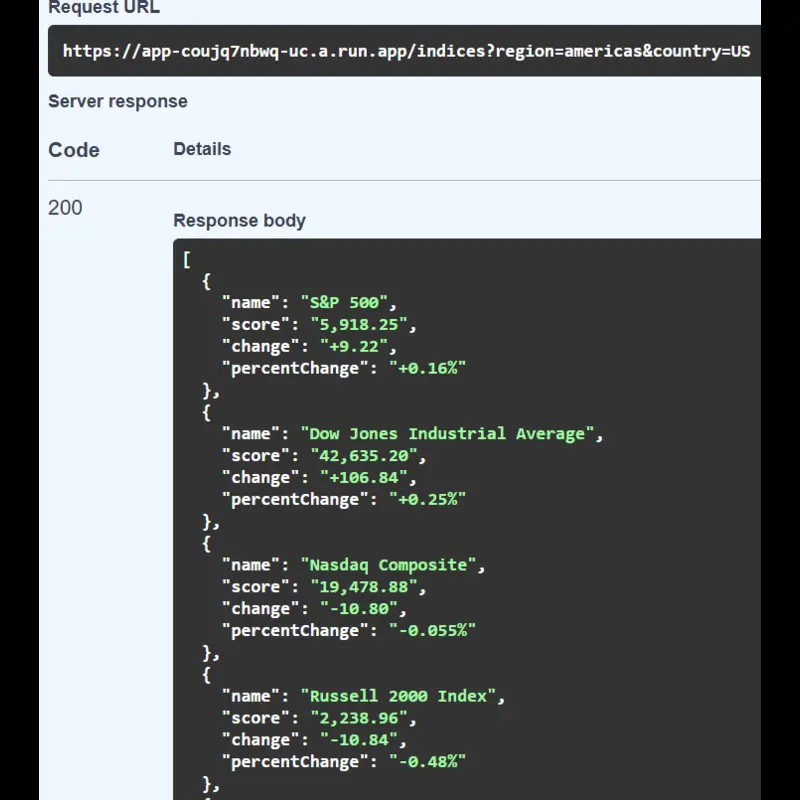 Request URL
https://app-coujq7nbwq-uc.a.run.app/indices?region=americas&country=US
Server response
Code Details
200
Response body
[
{
"name": "S&P 500",
"score": "5,918.25",
"change": "+9.22",
"percentChange": "+0.16%"
},
{
"name": "Dow Jones Industrial Average",
"score": "42,635.20",
"change": "+106.84",
"percentChange": "+0.25%"
},
{
"name": "Nasdaq Composite",
"score": "19,478.88",
"change": "-10.80",
"percentChange": "-0.055%"
},
{
"name": "Russell 2000 Index",
"score": "2,238.96",
"change": "-10.84",
"percentChange": "-0.48%"
},